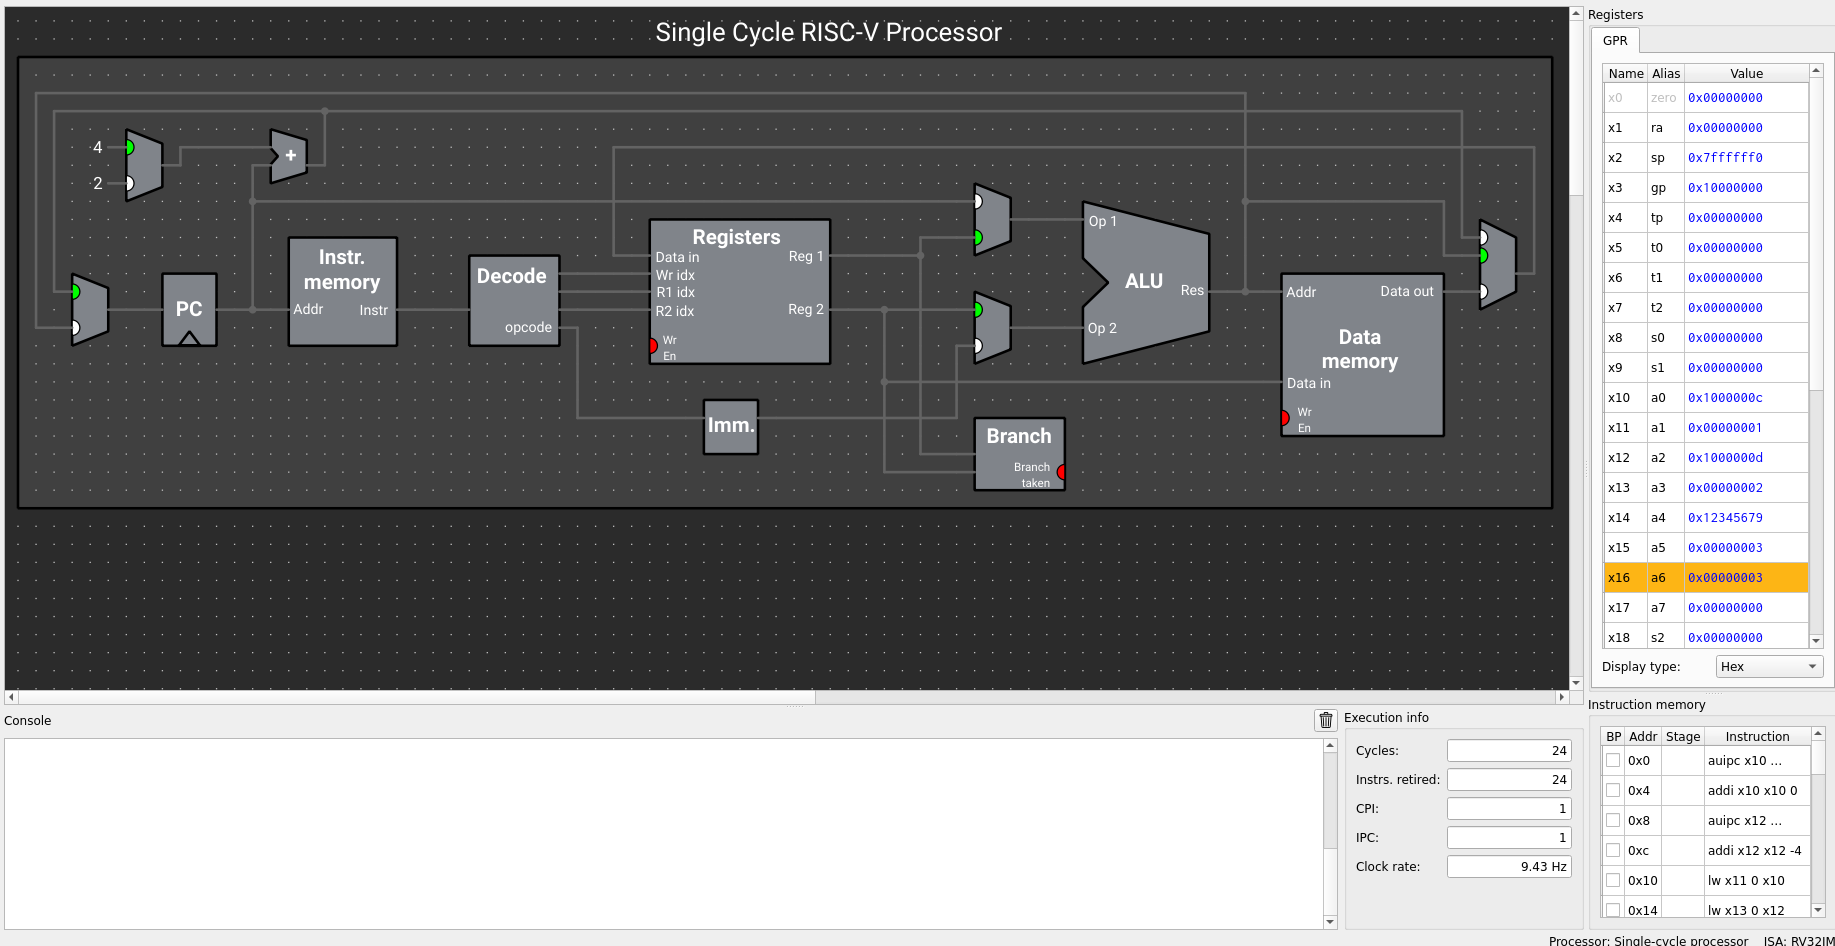 Single Cycle RISC-V Processor
4
2
+
PC
Instr.
memory
Addr
Instr
Decode
opcode
Registers
Data in
Wr idx
R1 idx
R2 idx
Wr
En
Reg 1
Reg 2
Imm.
Op 1
Op 2
ALU
Res
Branch
Branch
taken
Addr
Data out
Data
memory
Data in
Wr
En
Registers
GPR
Name Alias Value
x0 zero 0x00000000
x1 ra 0x00000000
x2 sp 0x7ffffff0
x3 gp 0x10000000
x4 tp 0x00000000
x5 t0 0x00000000
x6 t1 0x00000000
x7 t2 0x00000000
x8 s0 0x00000000
x9 s1 0x00000000
x10 a0 0x1000000c
x11 a1 0x00000001
x12 a2 0x1000000d
x13 a3 0x00000002
x14 a4 0x12345679
x15 a5 0x00000003
x16 a6 0x00000003
x17 a7 0x00000000
x18 s2 0x00000000
Display type: Hex
Console
Execution info
Cycles: 24
Instrs. retired: 24
CPI: 1
IPC: 1
Clock rate: 9.43 Hz
Instruction memory
BP Addr Stage Instruction
0x0 auipc x10 ...
0x4 addi x10 x10 0
0x8 auipc x12 ...
0xc addi x12 x12 -4
0x10 lw x11 0 x10
0x14 lw x13 0 x12
Processor: Single-cycle processor ISA: RV32IM